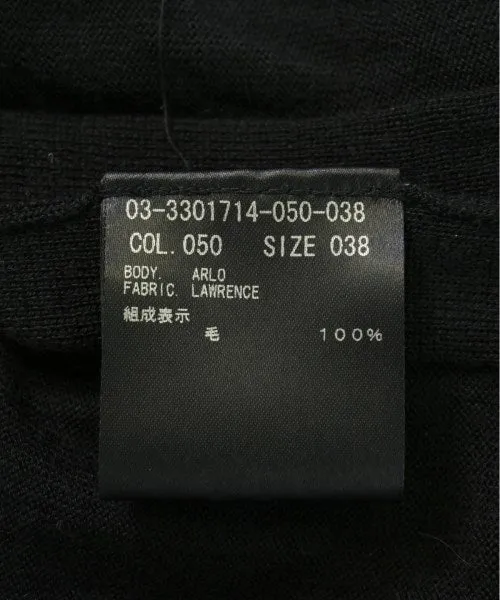 03-3301714-050-038
COL. 050 SIZE 038
BODY. ARLO
FABRIC. LAWRENCE
組成表示
毛 100%